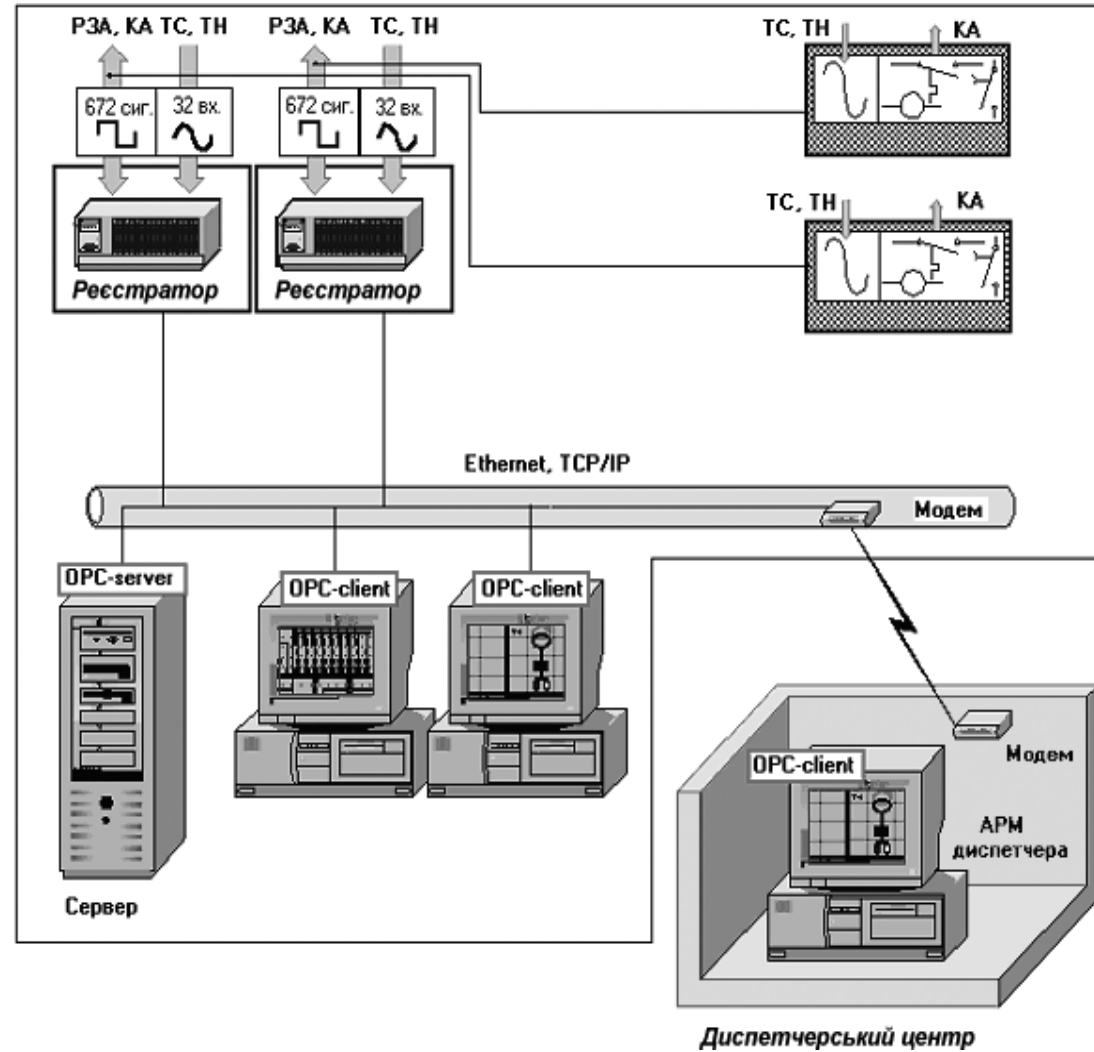 РЗА, КА ТС, ТН
РЗА, КА ТС, ТН
ТС, ТН КА
672 сиг. 32 вх.
672 сиг. 32 вх.
ТС, ТН КА
Реєстратор
Реєстратор
Ethernet, TCP/IP
Модем
OPC-server
OPC-client
OPC-client
Сервер
OPC-client
Модем
АРМ
диспетчера
Диспетчерський центр